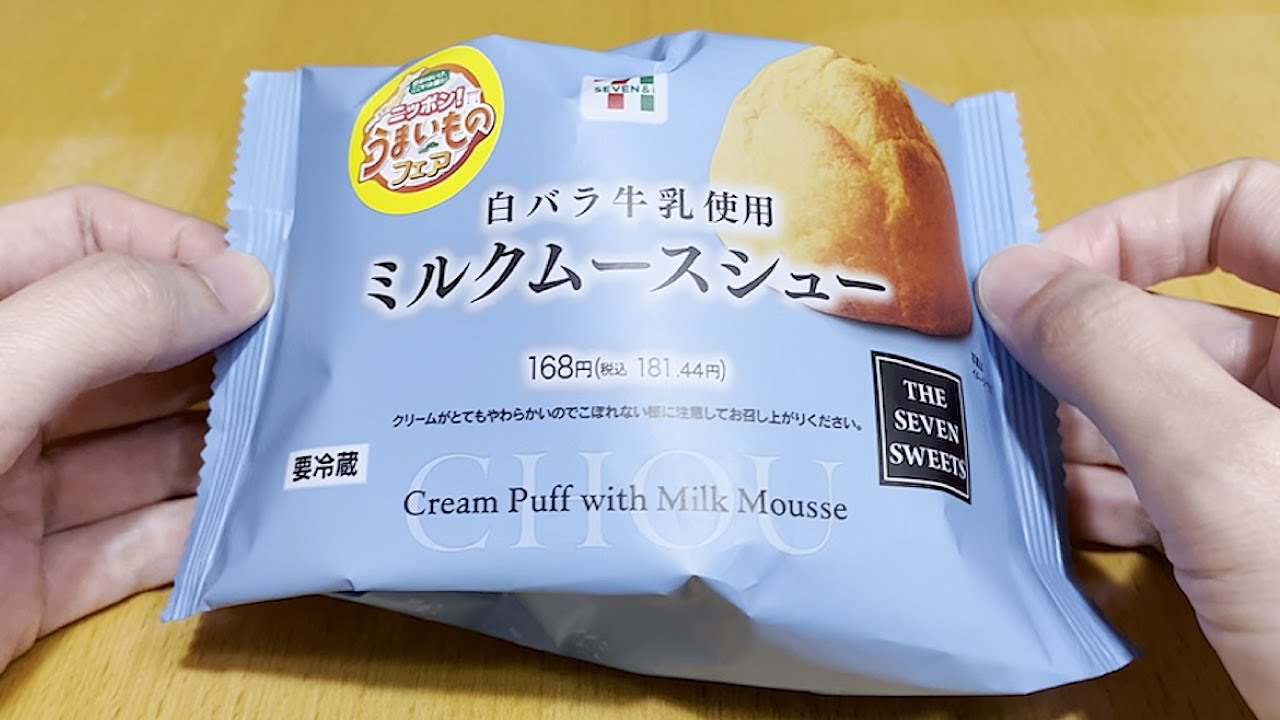 ニッポン!
うまいもの
フェア
SEVEN & i
白バラ牛乳使用
ミルクムースシュー
168円(税込 181.44円)
クリームがとてもやわらかいのでこぼれない様に注意してお召し上がりください。
要冷蔵
THE
SEVEN
SWEETS
CHOU
Cream Puff with Milk Mousse